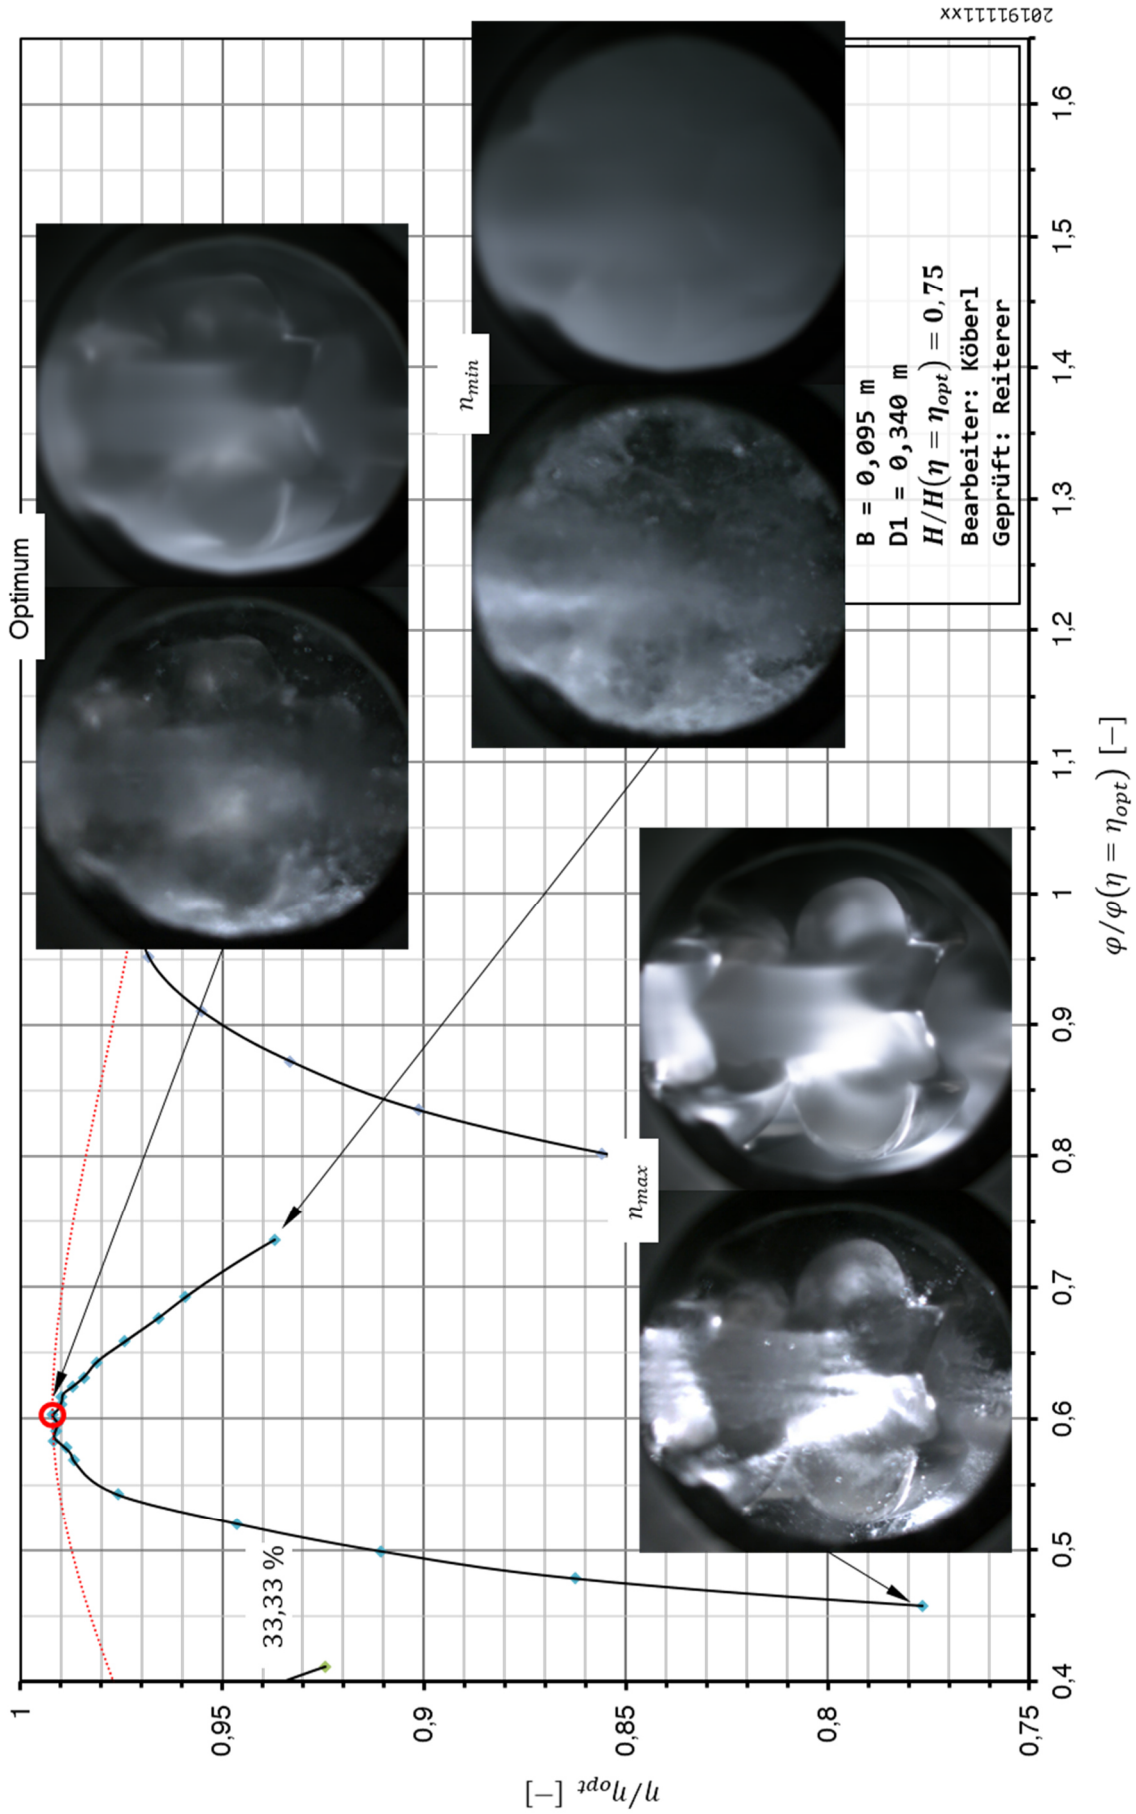 Optimum
n_min
n_max
33,33 %
B = 0,095 m
D1 = 0,340 m
H/H(η = η_opt) = 0,75
Bearbeiter: Köberl
Geprüft: Reiterer
1
0,95
0,9
0,85
0,8
0,75
η/η_opt [−]
0,4
0,5
0,6
0,7
0,8
0,9
1
1,1
1,2
1,3
1,4
1,5
1,6
φ/φ(η = η_opt) [−]
20191111xx